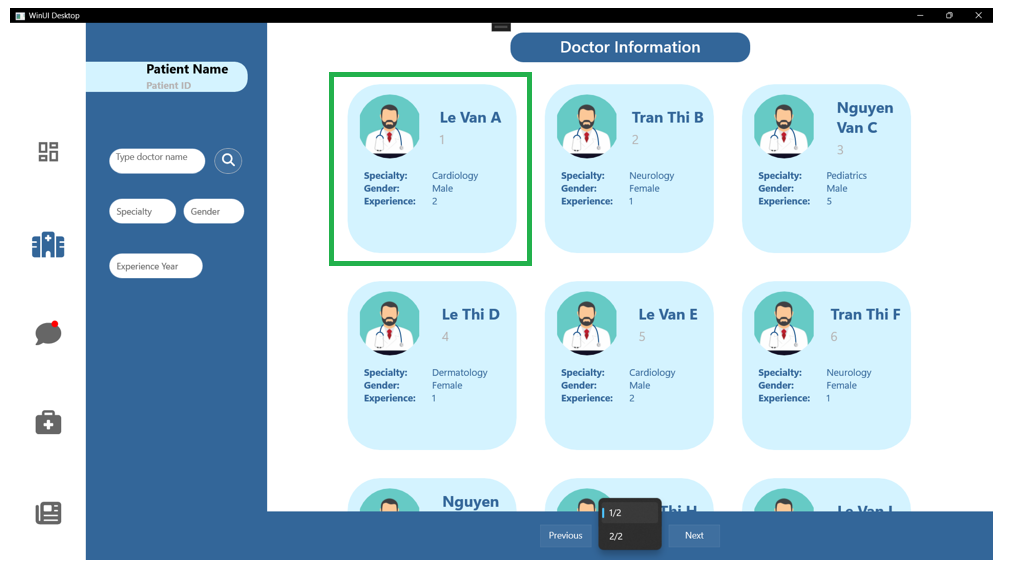 WinUI Desktop
Doctor Information
Patient Name
Patient ID
Type doctor name
Specialty
Gender
Experience Year
Le Van A
1
Specialty: Cardiology
Gender: Male
Experience: 2
Tran Thi B
2
Specialty: Neurology
Gender: Female
Experience: 1
Nguyen
Van C
3
Specialty: Pediatrics
Gender: Male
Experience: 5
Le Thi D
4
Specialty: Dermatology
Gender: Female
Experience: 1
Le Van E
5
Specialty: Cardiology
Gender: Male
Experience: 2
Tran Thi F
6
Specialty: Neurology
Gender: Female
Experience: 1
Nguyen
Thi H
Le Van I
1/2
2/2
Previous
Next